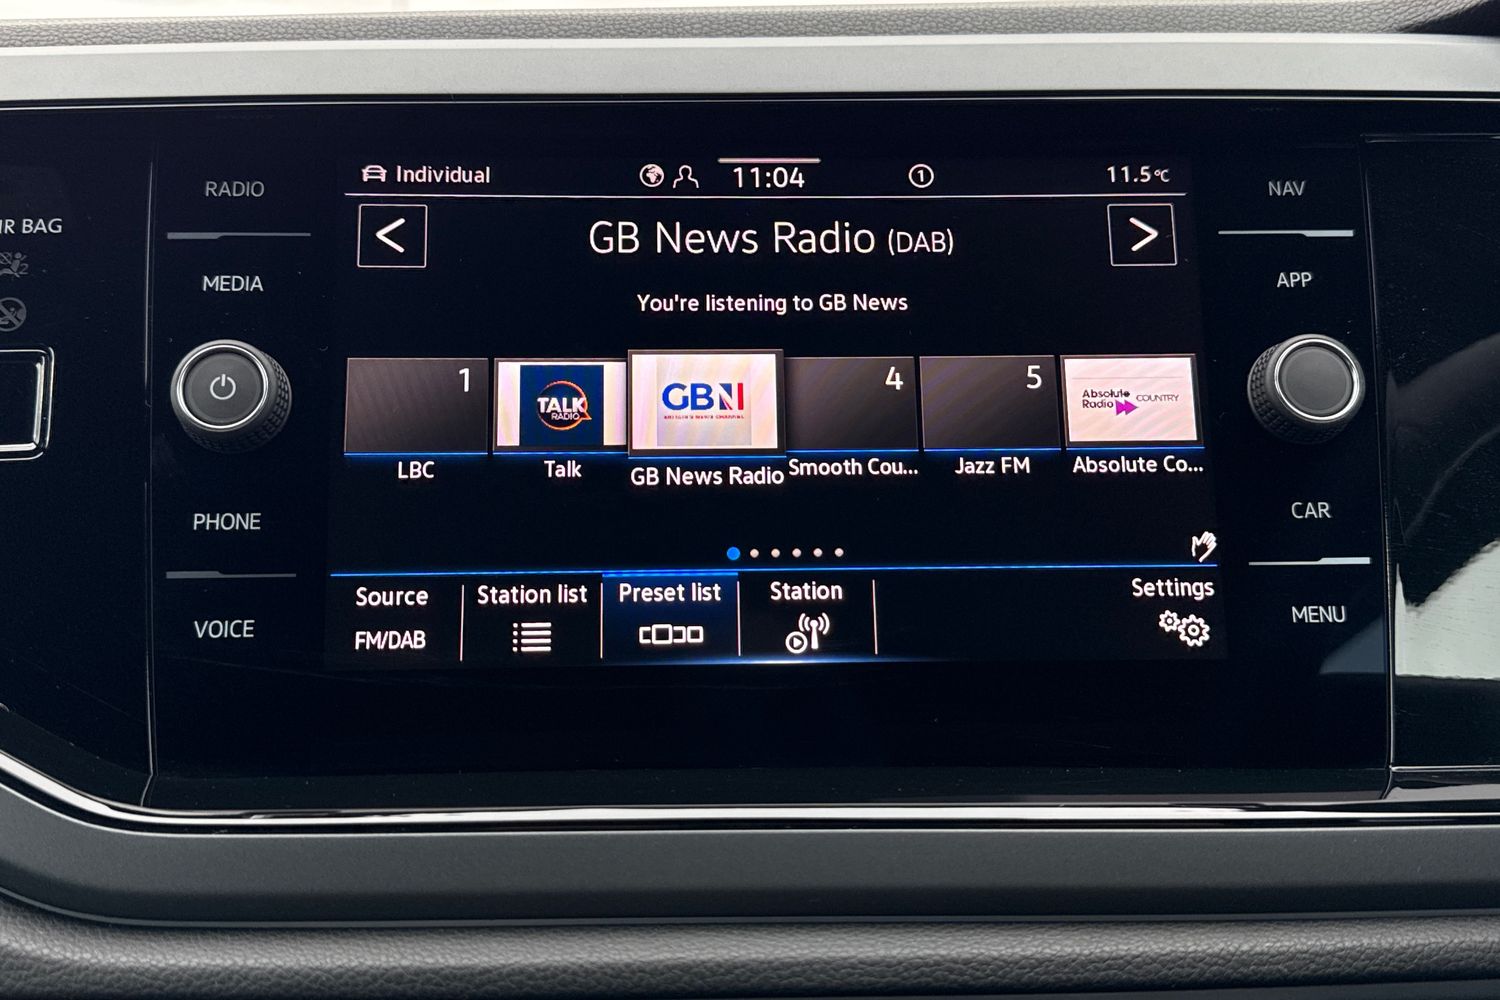 RADIO
MEDIA
PHONE
VOICE
IR BAG
2
Individual
11:04
1
11.5°C
<
GB News Radio (DAB)
>
You're listening to GB News
1
TALK
RADIO
GBN
4
5
Absolute
Radio COUNTRY
LBC
Talk
GB News Radio
Smooth Cou...
Jazz FM
Absolute Co...
Source
FM/DAB
Station list
Preset list
Station
Settings
NAV
APP
CAR
MENU